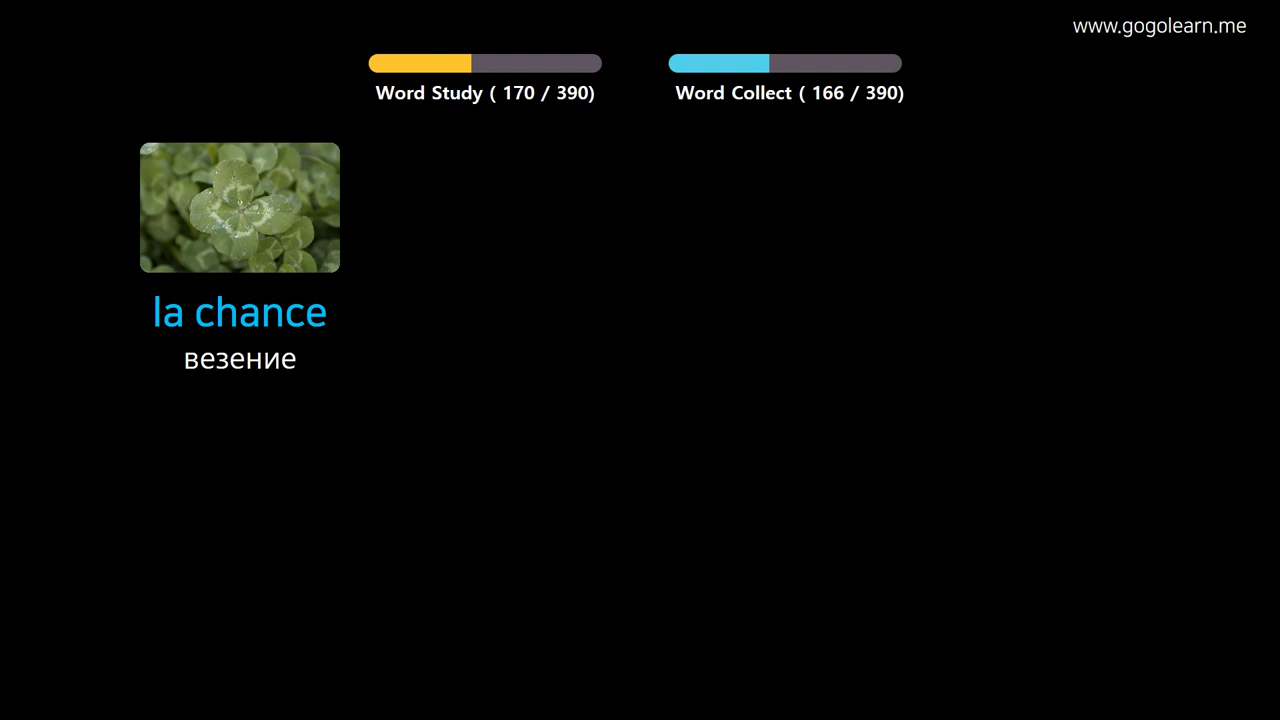 www.gogolearn.me
Word Study ( 170 / 390)
Word Collect ( 166 / 390)
la chance
везение